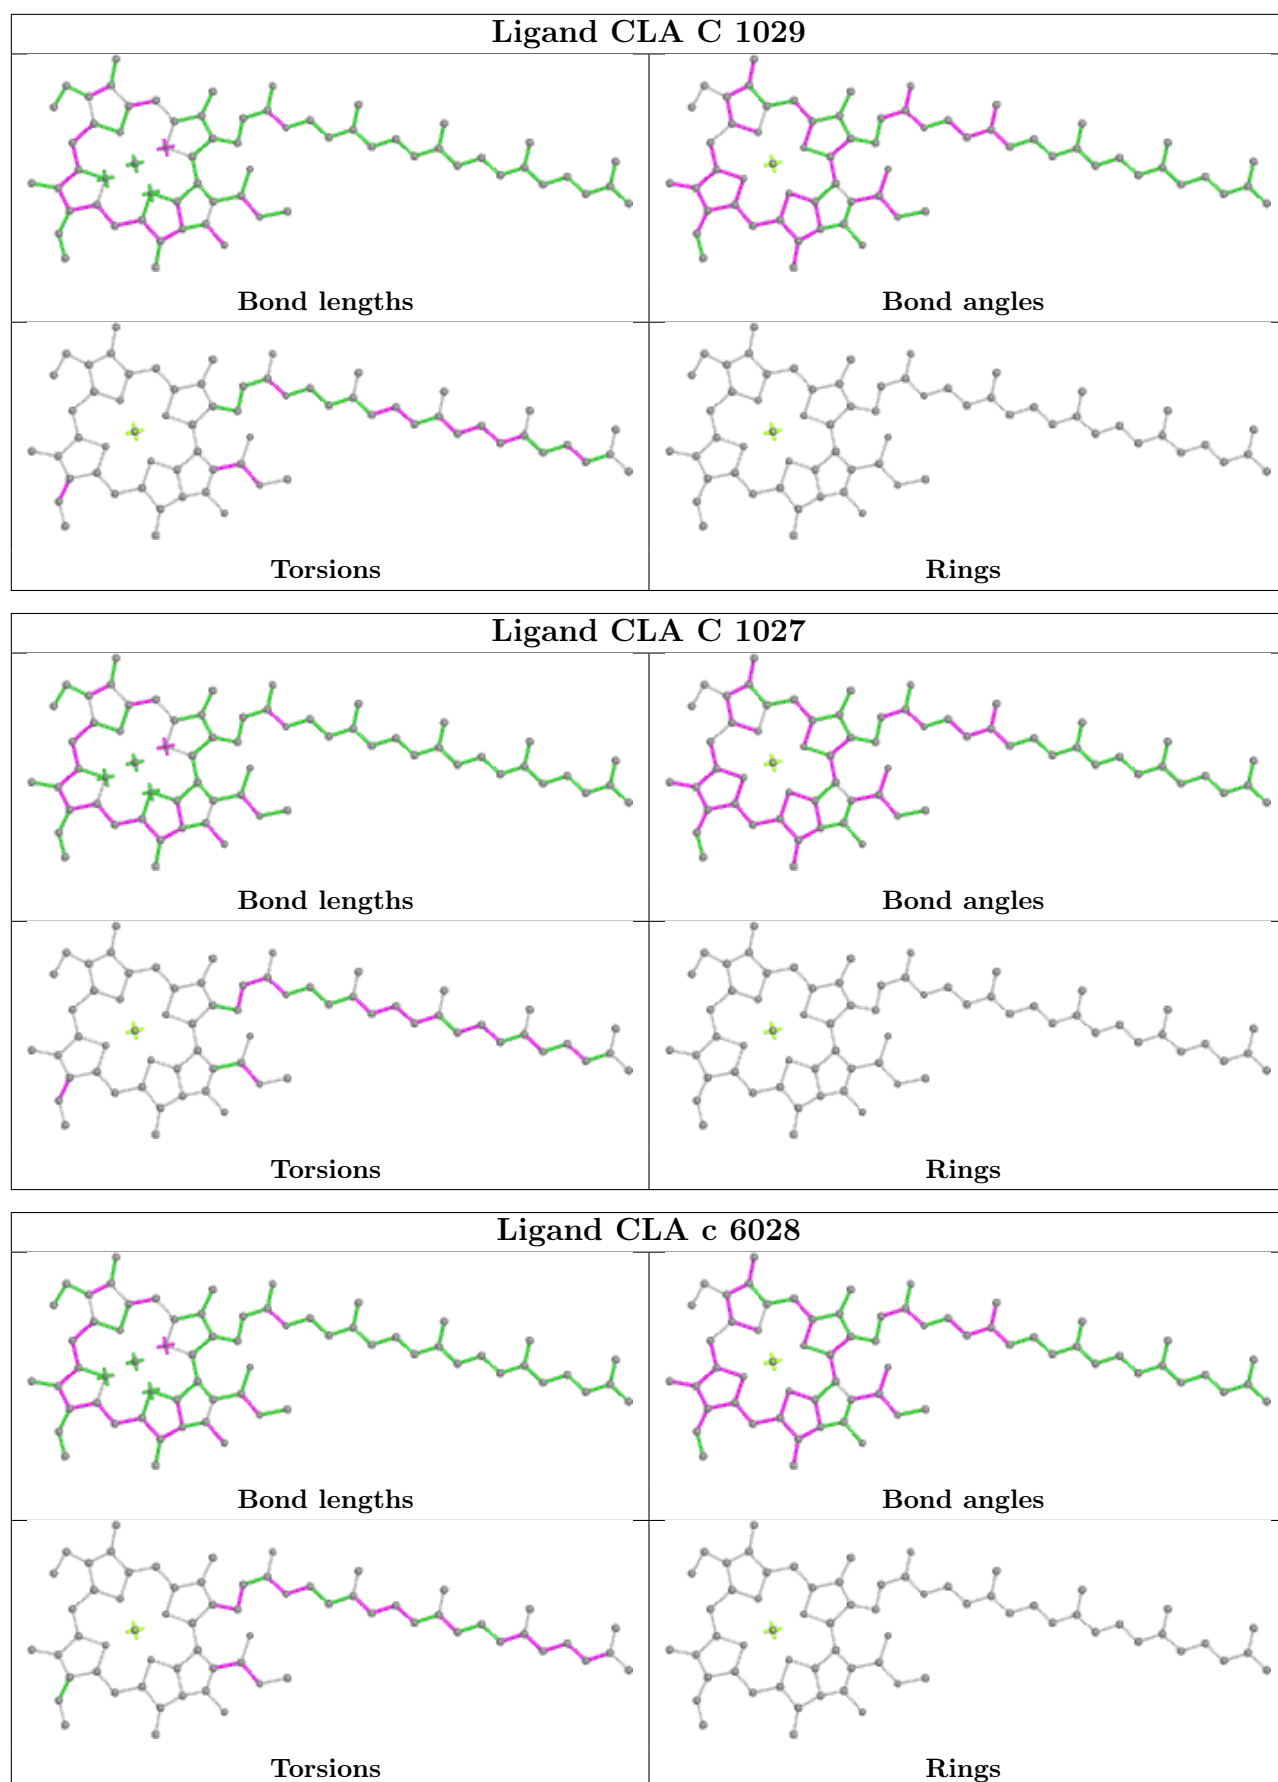 Ligand CLA C 1029
Bond lengths
Bond angles
Torsions
Rings
Ligand CLA C 1027
Bond lengths
Bond angles
Torsions
Rings
Ligand CLA c 6028
Bond lengths
Bond angles
Torsions
Rings